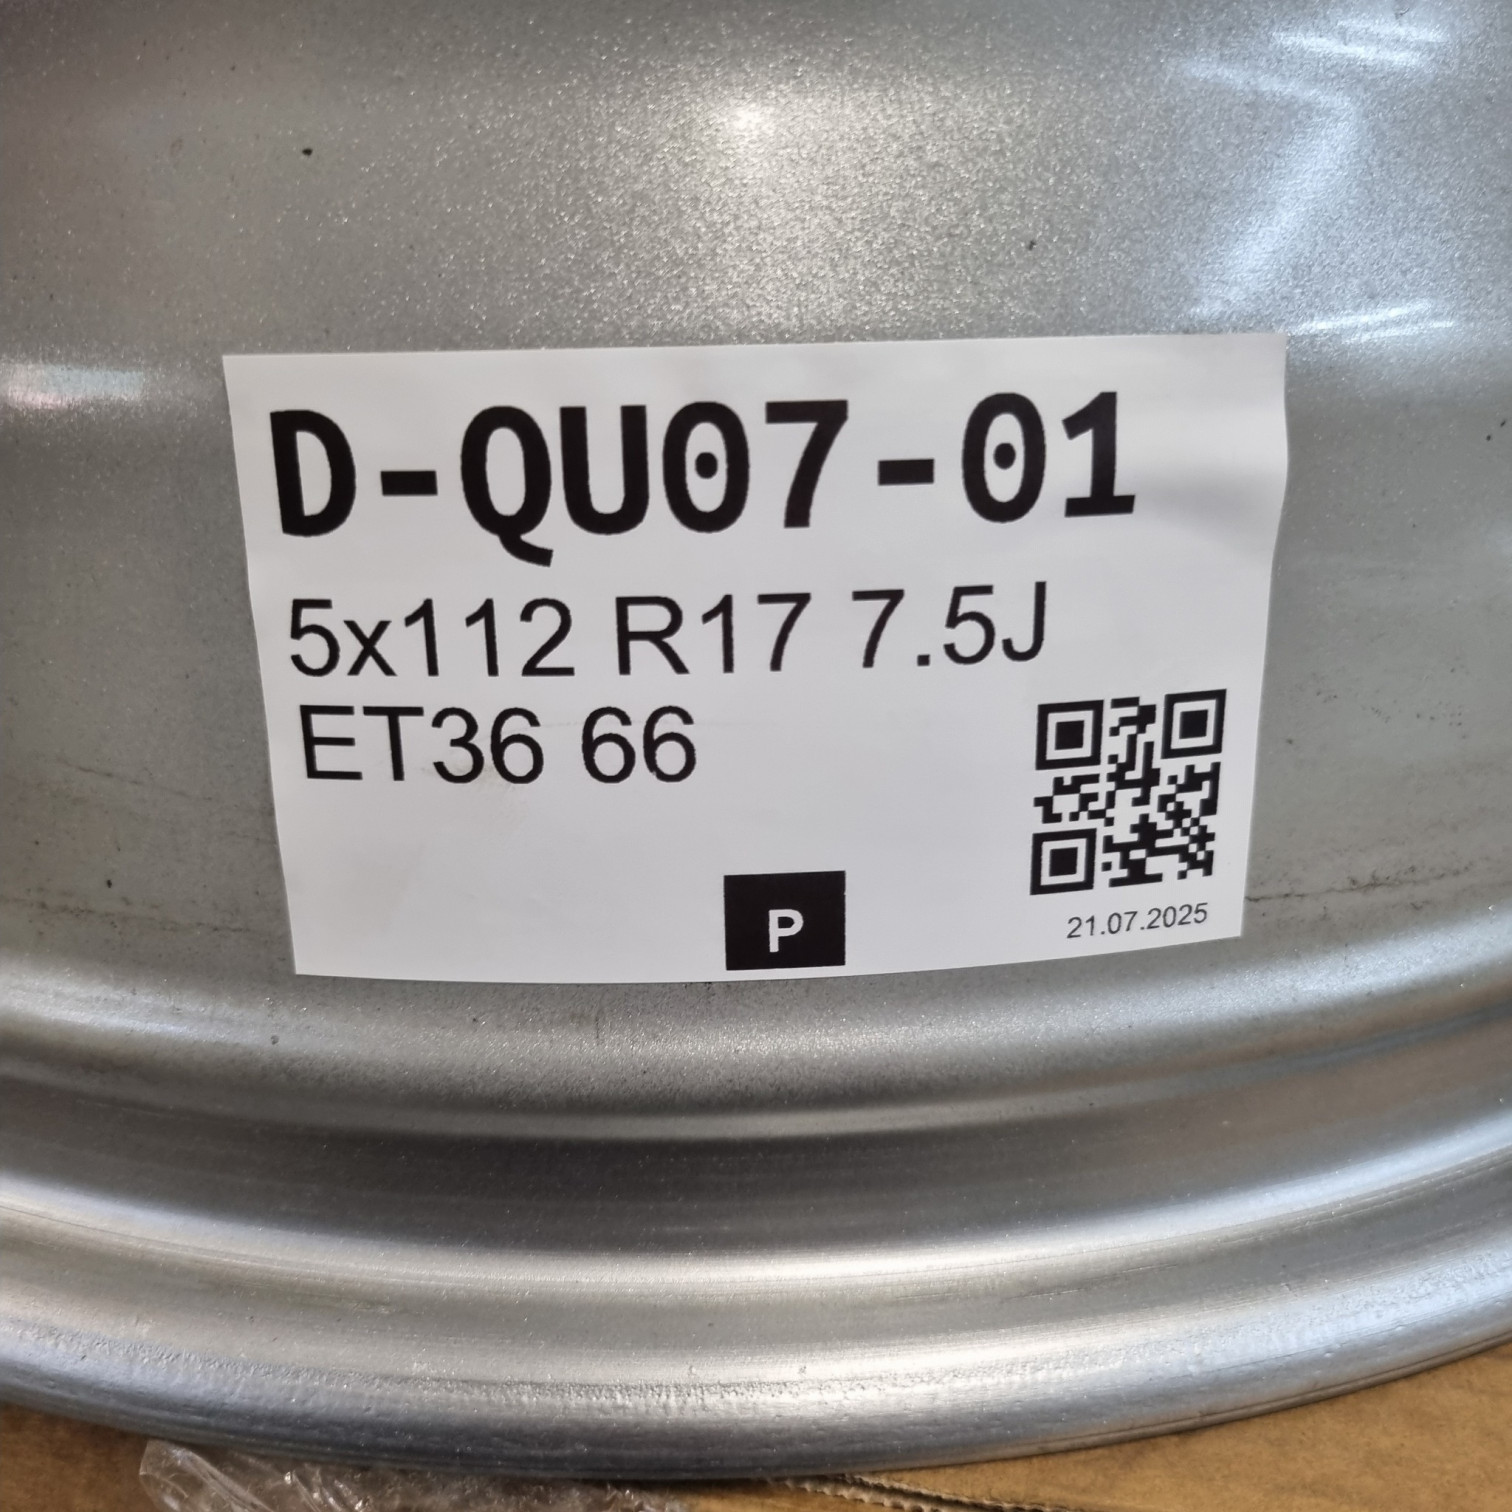 D-QU07-01
5x112 R17 7.5J
ET36 66
P
21.07.2025